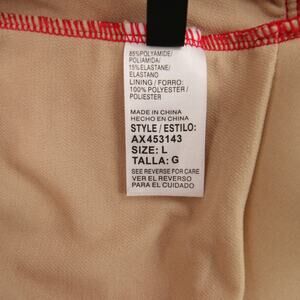 85%POLYAMIDE/
POLIAMIDA/
15%ELASTANE/
ELASTANO
LINING / FORRO:
100% POLYESTER /
POLIESTER
MADE IN CHINA
HECHO EN CHINA
STYLE / ESTILO:
AX453143
SIZE: L
TALLA: G
SEE REVERSE FOR CARE
VER EL REVERSO
PARA EL CUIDADO